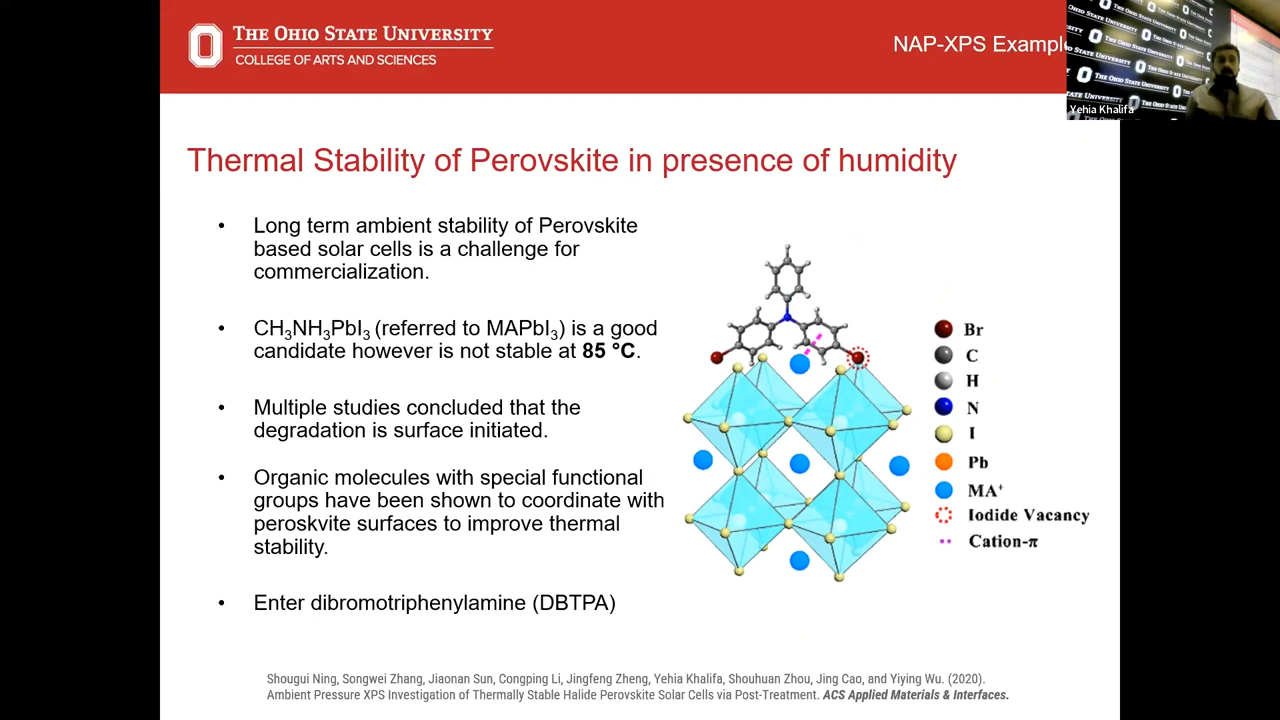 THE OHIO STATE UNIVERSITY
COLLEGE OF ARTS AND SCIENCES
NAP-XPS Example
THE OHIO STATE UNIVERSITY
Yehia Khalifa
Thermal Stability of Perovskite in presence of humidity
• Long term ambient stability of Perovskite
based solar cells is a challenge for
commercialization.
• CH₃NH₃PbI₃ (referred to MAPbI₃) is a good
candidate however is not stable at 85 °C.
• Multiple studies concluded that the
degradation is surface initiated.
• Organic molecules with special functional
groups have been shown to coordinate with
peroskvite surfaces to improve thermal
stability.
• Enter dibromotriphenylamine (DBTPA)
Br
C
H
N
I
Pb
MA⁺
Iodide Vacancy
Cation-π
Shougui Ning, Songwei Zhang, Jiaonan Sun, Congping Li, Jingfeng Zheng, Yehia Khalifa, Shouhuan Zhou, Jing Cao, and Yiying Wu. (2020).
Ambient Pressure XPS Investigation of Thermally Stable Halide Perovskite Solar Cells via Post-Treatment. ACS Applied Materials & Interfaces.